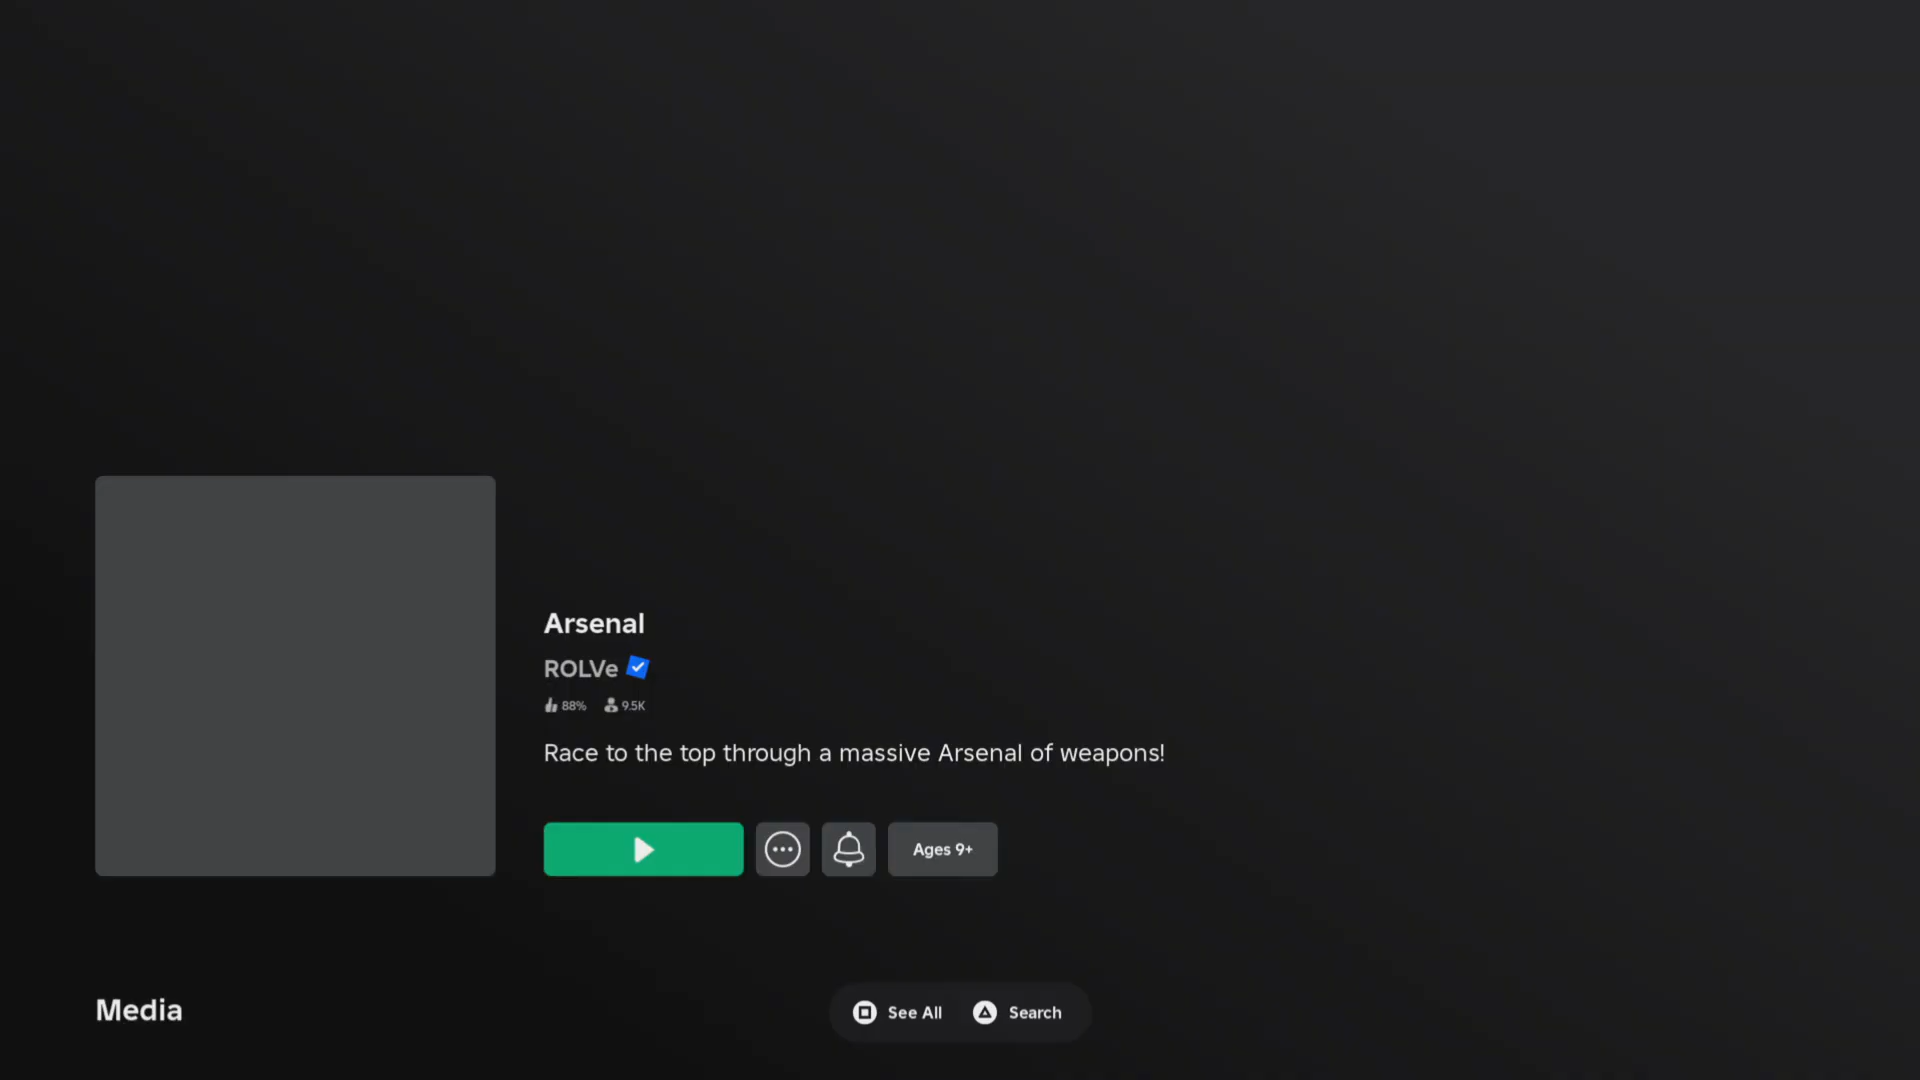 Arsenal
ROLVe
88% 9.5K
Race to the top through a massive Arsenal of weapons!
Ages 9+
Media
See All Search